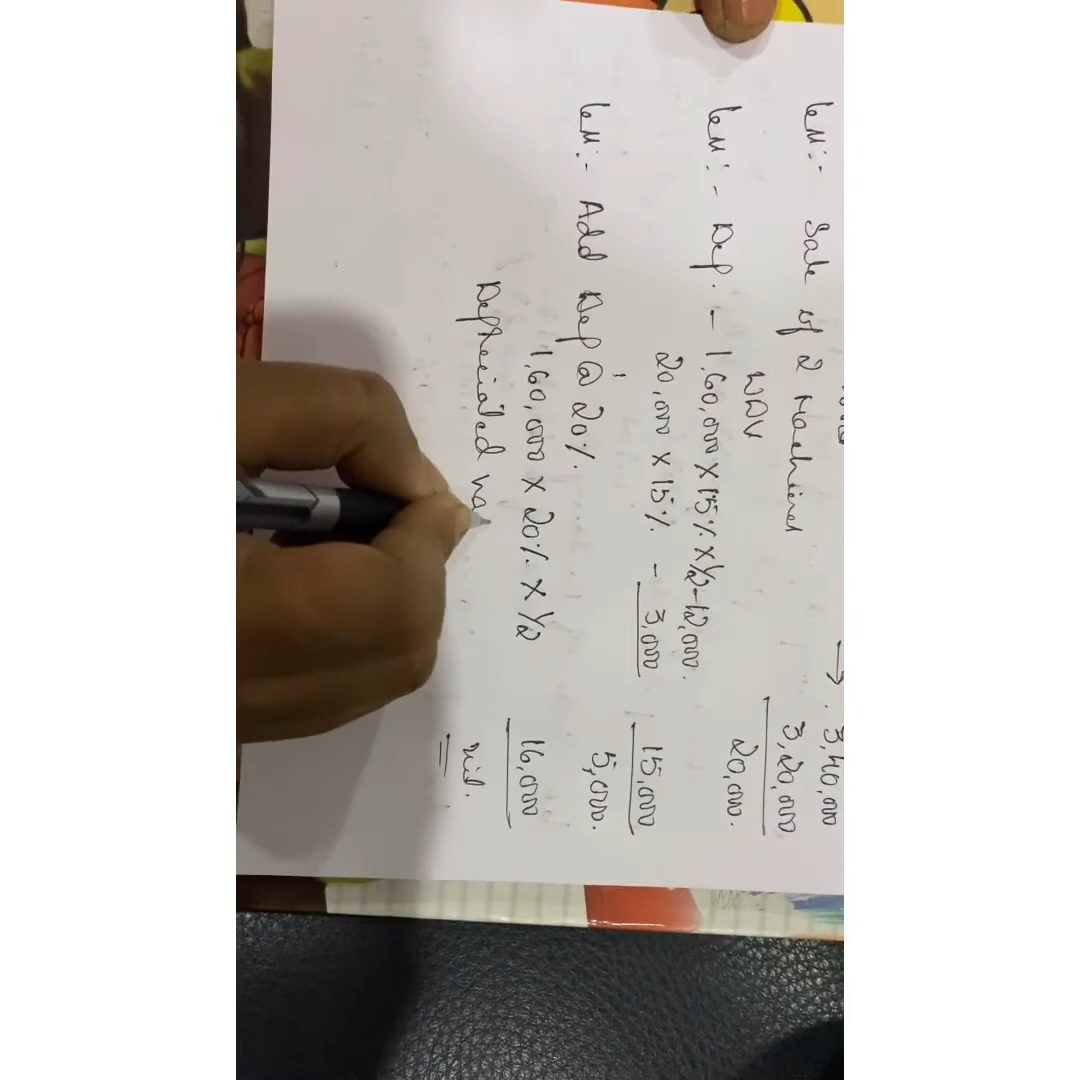 → . 3,40,000
Less:- Sale of 2 Machines 3,20,000
WDV 20,000.
Less:- Dep. - 1,60,000 x 15% x ½ - 12,000.
20,000 x 15% - 3,000
15,000
5,000.
Less:- Add Dep @ 20%.
1,60,000 x 20% x ½ 16,000
Depreciated va nil.